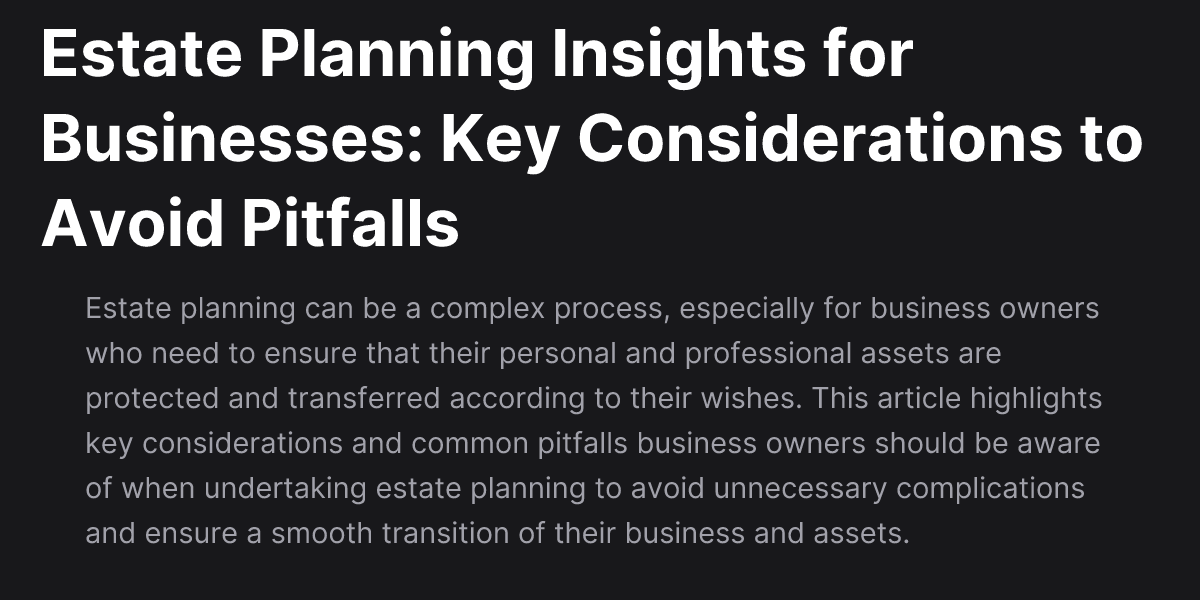 Estate Planning Insights for
Businesses: Key Considerations to
Avoid Pitfalls
Estate planning can be a complex process, especially for business owners
who need to ensure that their personal and professional assets are
protected and transferred according to their wishes. This article highlights
key considerations and common pitfalls business owners should be aware
of when undertaking estate planning to avoid unnecessary complications
and ensure a smooth transition of their business and assets.